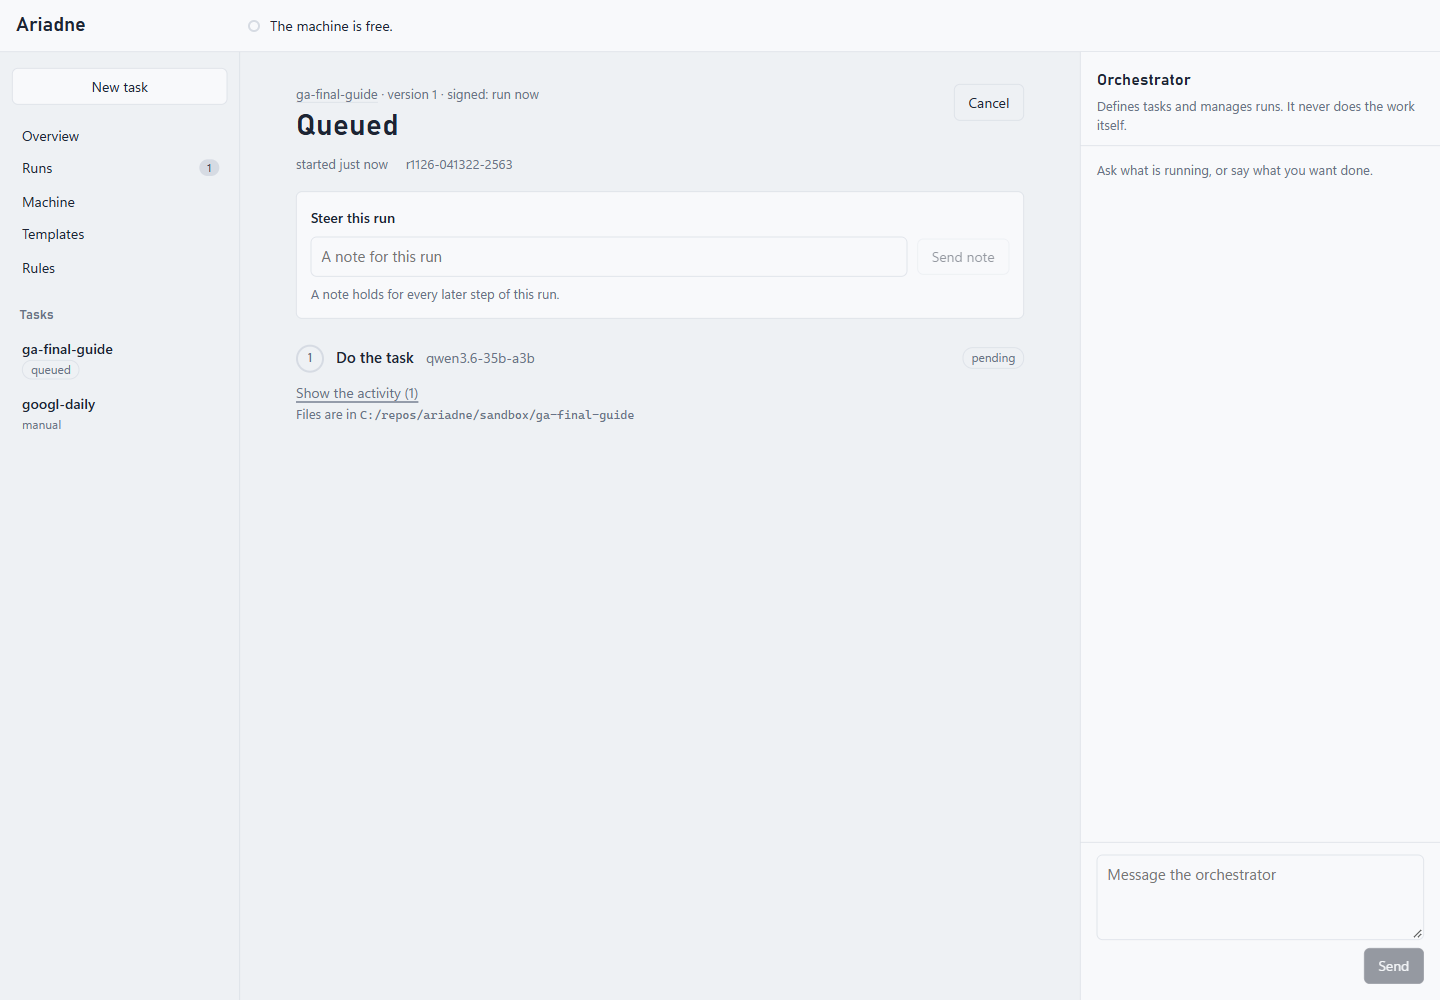 Ariadne
The machine is free.
New task
Overview
Runs 1
Machine
Templates
Rules
Tasks
ga-final-guide
queued
googl-daily
manual
ga-final-guide · version 1 · signed: run now
Cancel
Queued
started just now r1126-041322-2563
Steer this run
A note for this run
Send note
A note holds for every later step of this run.
1 Do the task qwen3.6-35b-a3b pending
Show the activity (1)
Files are in C:/repos/ariadne/sandbox/ga-final-guide
Orchestrator
Defines tasks and manages runs. It never does the work
itself.
Ask what is running, or say what you want done.
Message the orchestrator
Send